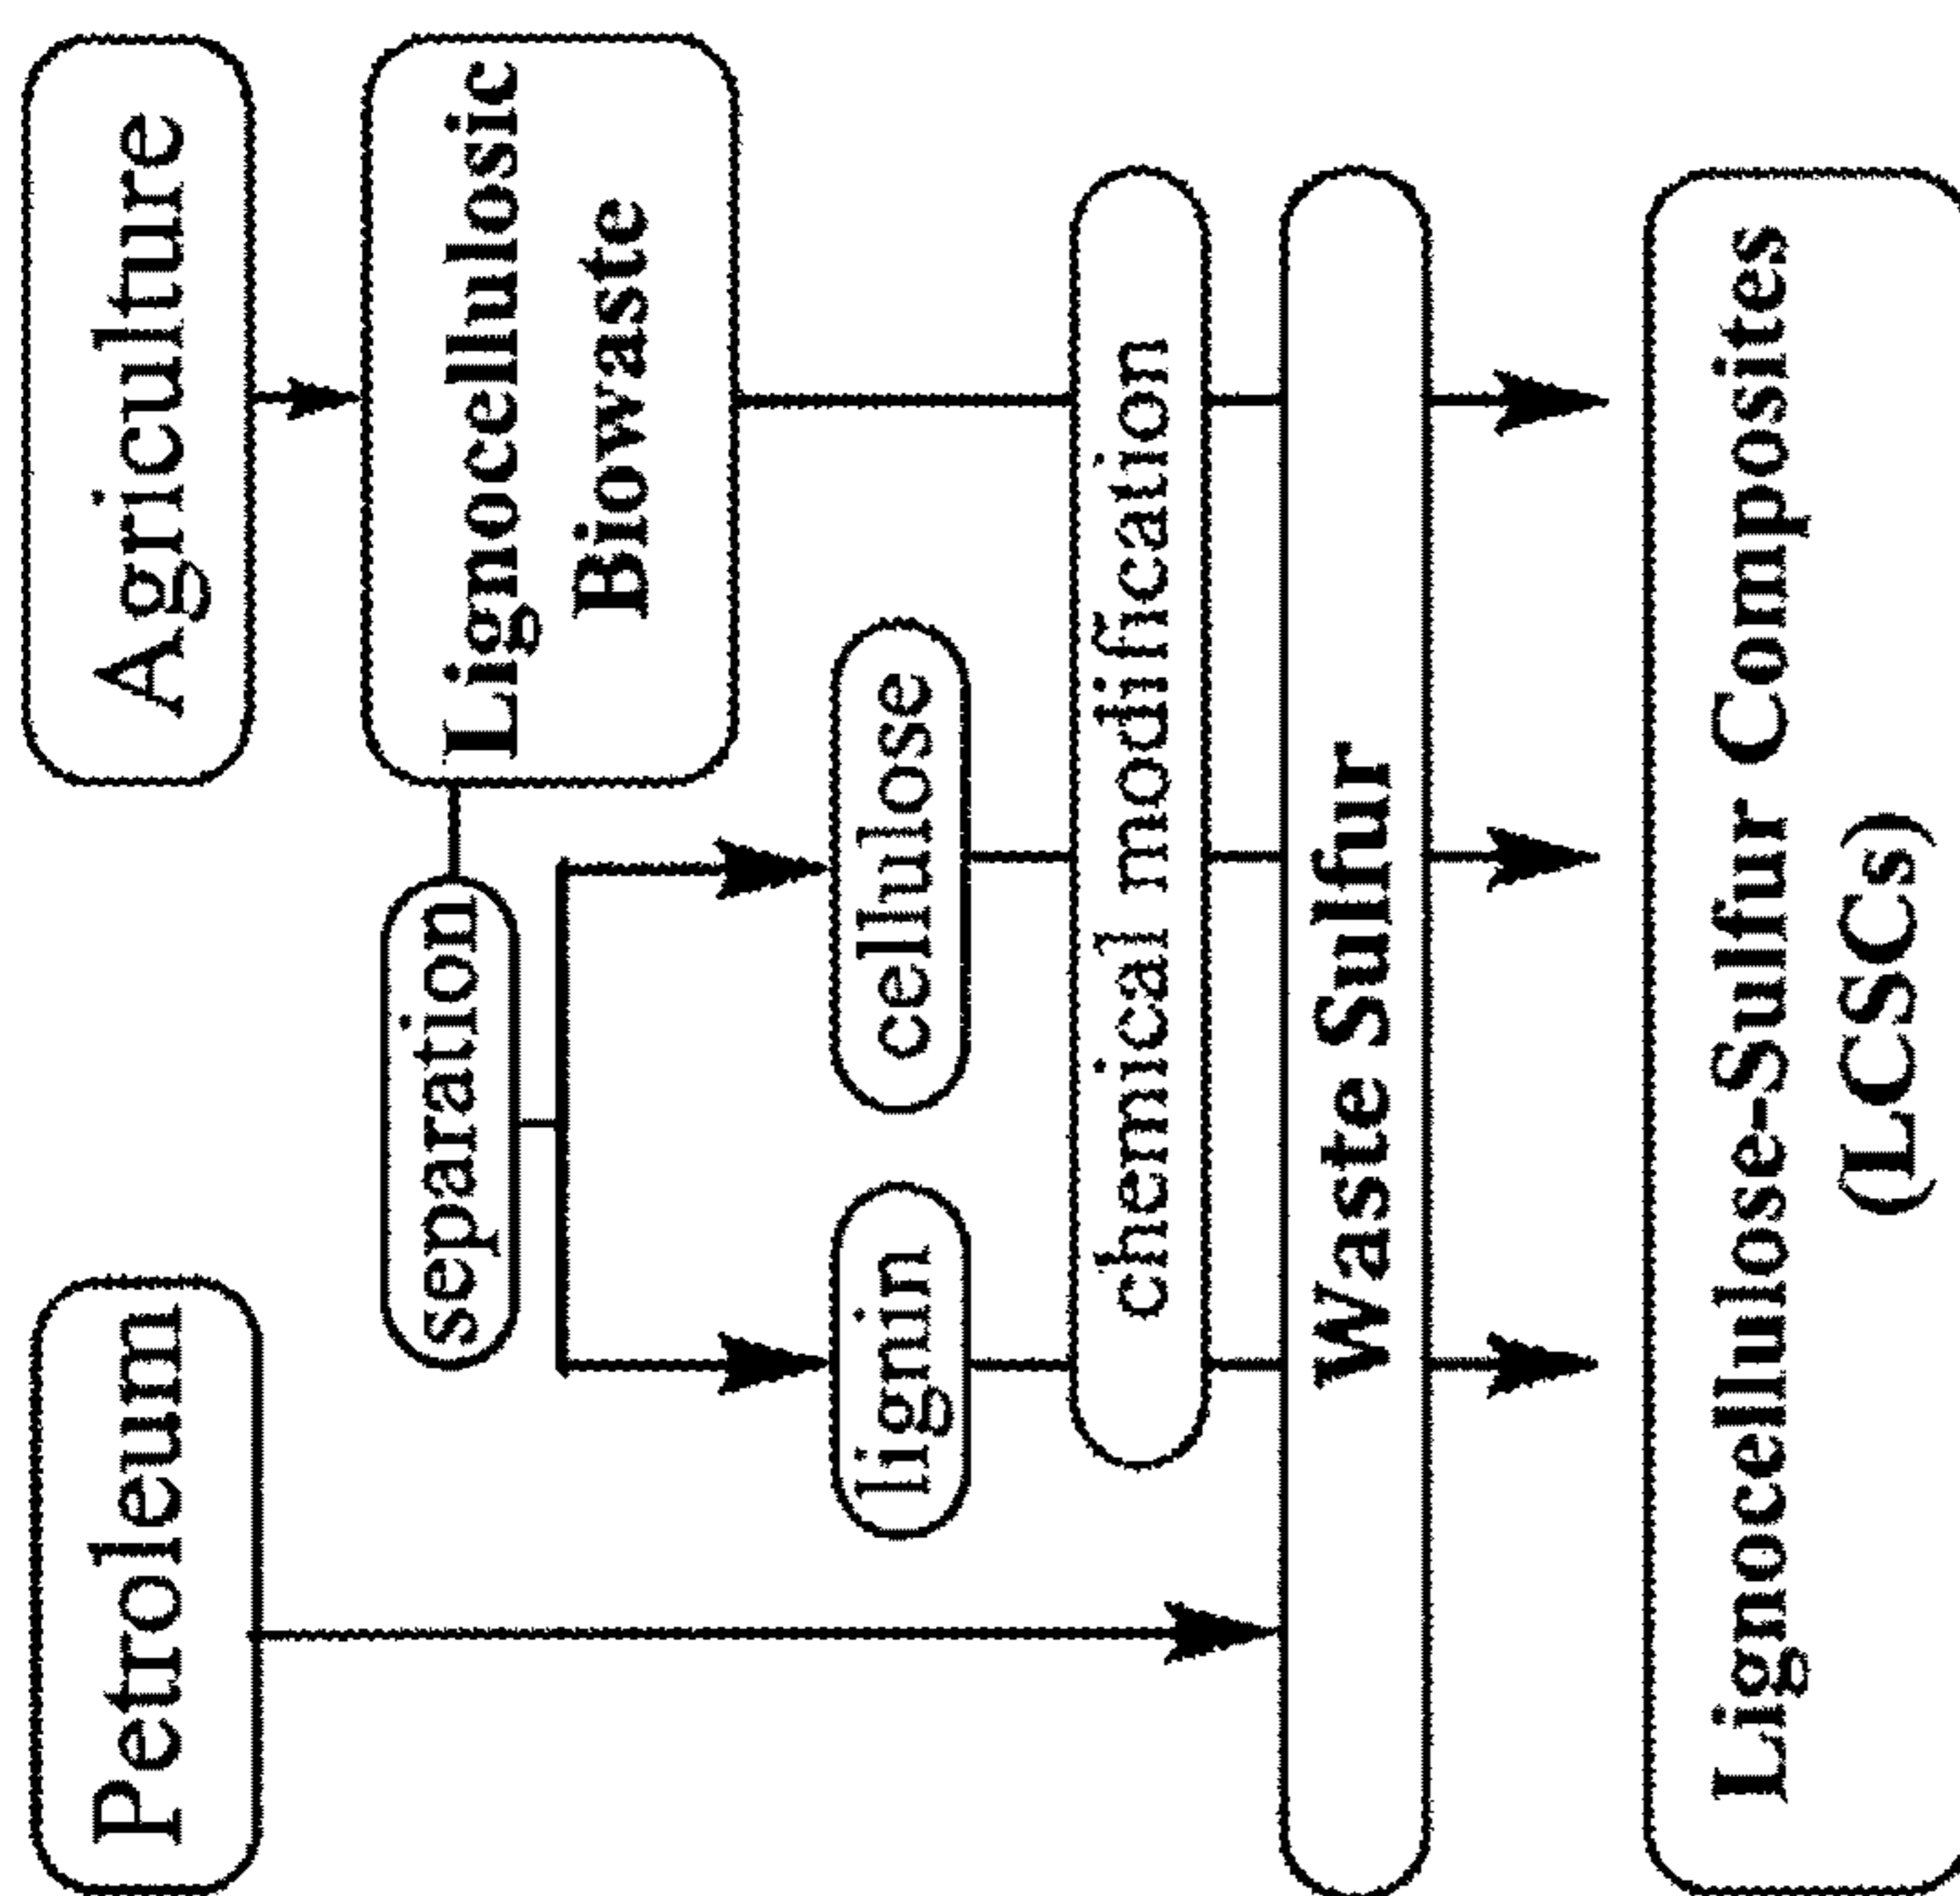 Petroleum
Agriculture
separation
Lignocellulosic
Biowaste
lignin
cellulose
chemical modification
Waste Sulfur
Lignocellulose-Sulfur Composites
(LCSCs)